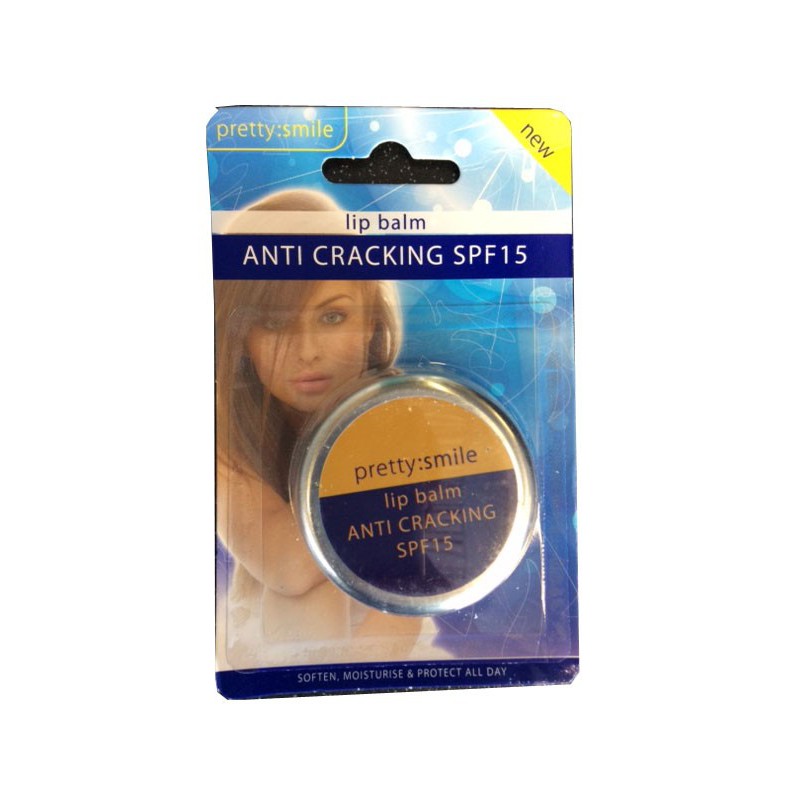 pretty:smile
new
lip balm
ANTI CRACKING SPF15
pretty:smile
lip balm
ANTI CRACKING
SPF15
SOFTEN, MOISTURISE & PROTECT ALL DAY